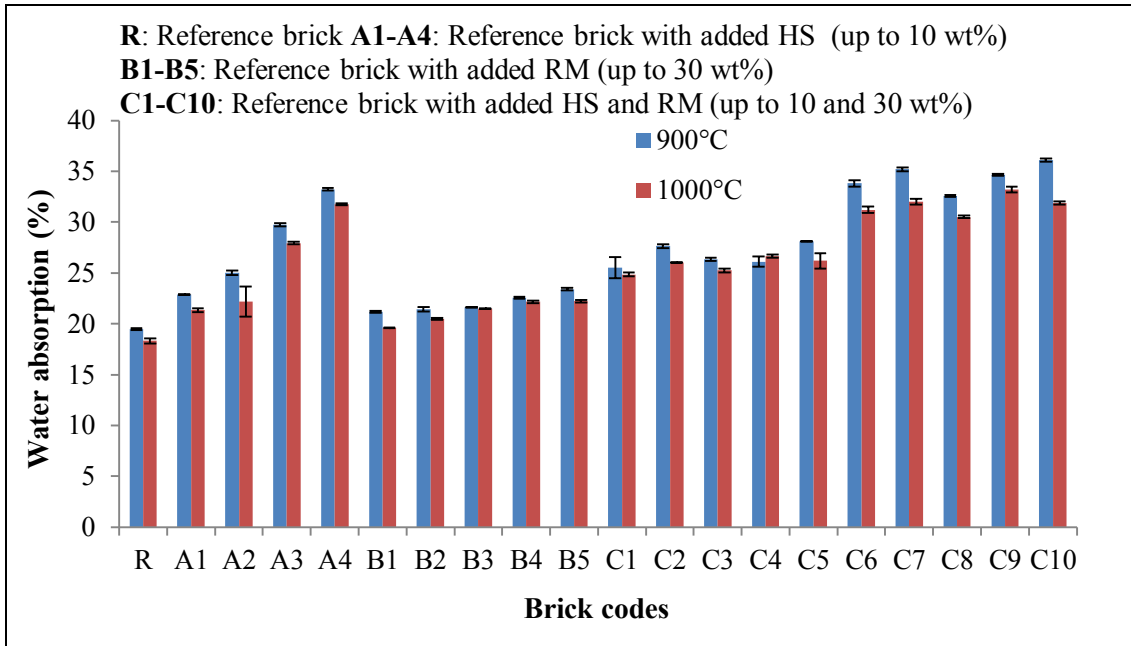 R: Reference brick A1-A4: Reference brick with added HS (up to 10 wt%)
B1-B5: Reference brick with added RM (up to 30 wt%)
C1-C10: Reference brick with added HS and RM (up to 10 and 30 wt%)
900°C
1000°C
Water absorption (%)
40
35
30
25
20
15
10
5
0
R A1 A2 A3 A4 B1 B2 B3 B4 B5 C1 C2 C3 C4 C5 C6 C7 C8 C9 C10
Brick codes